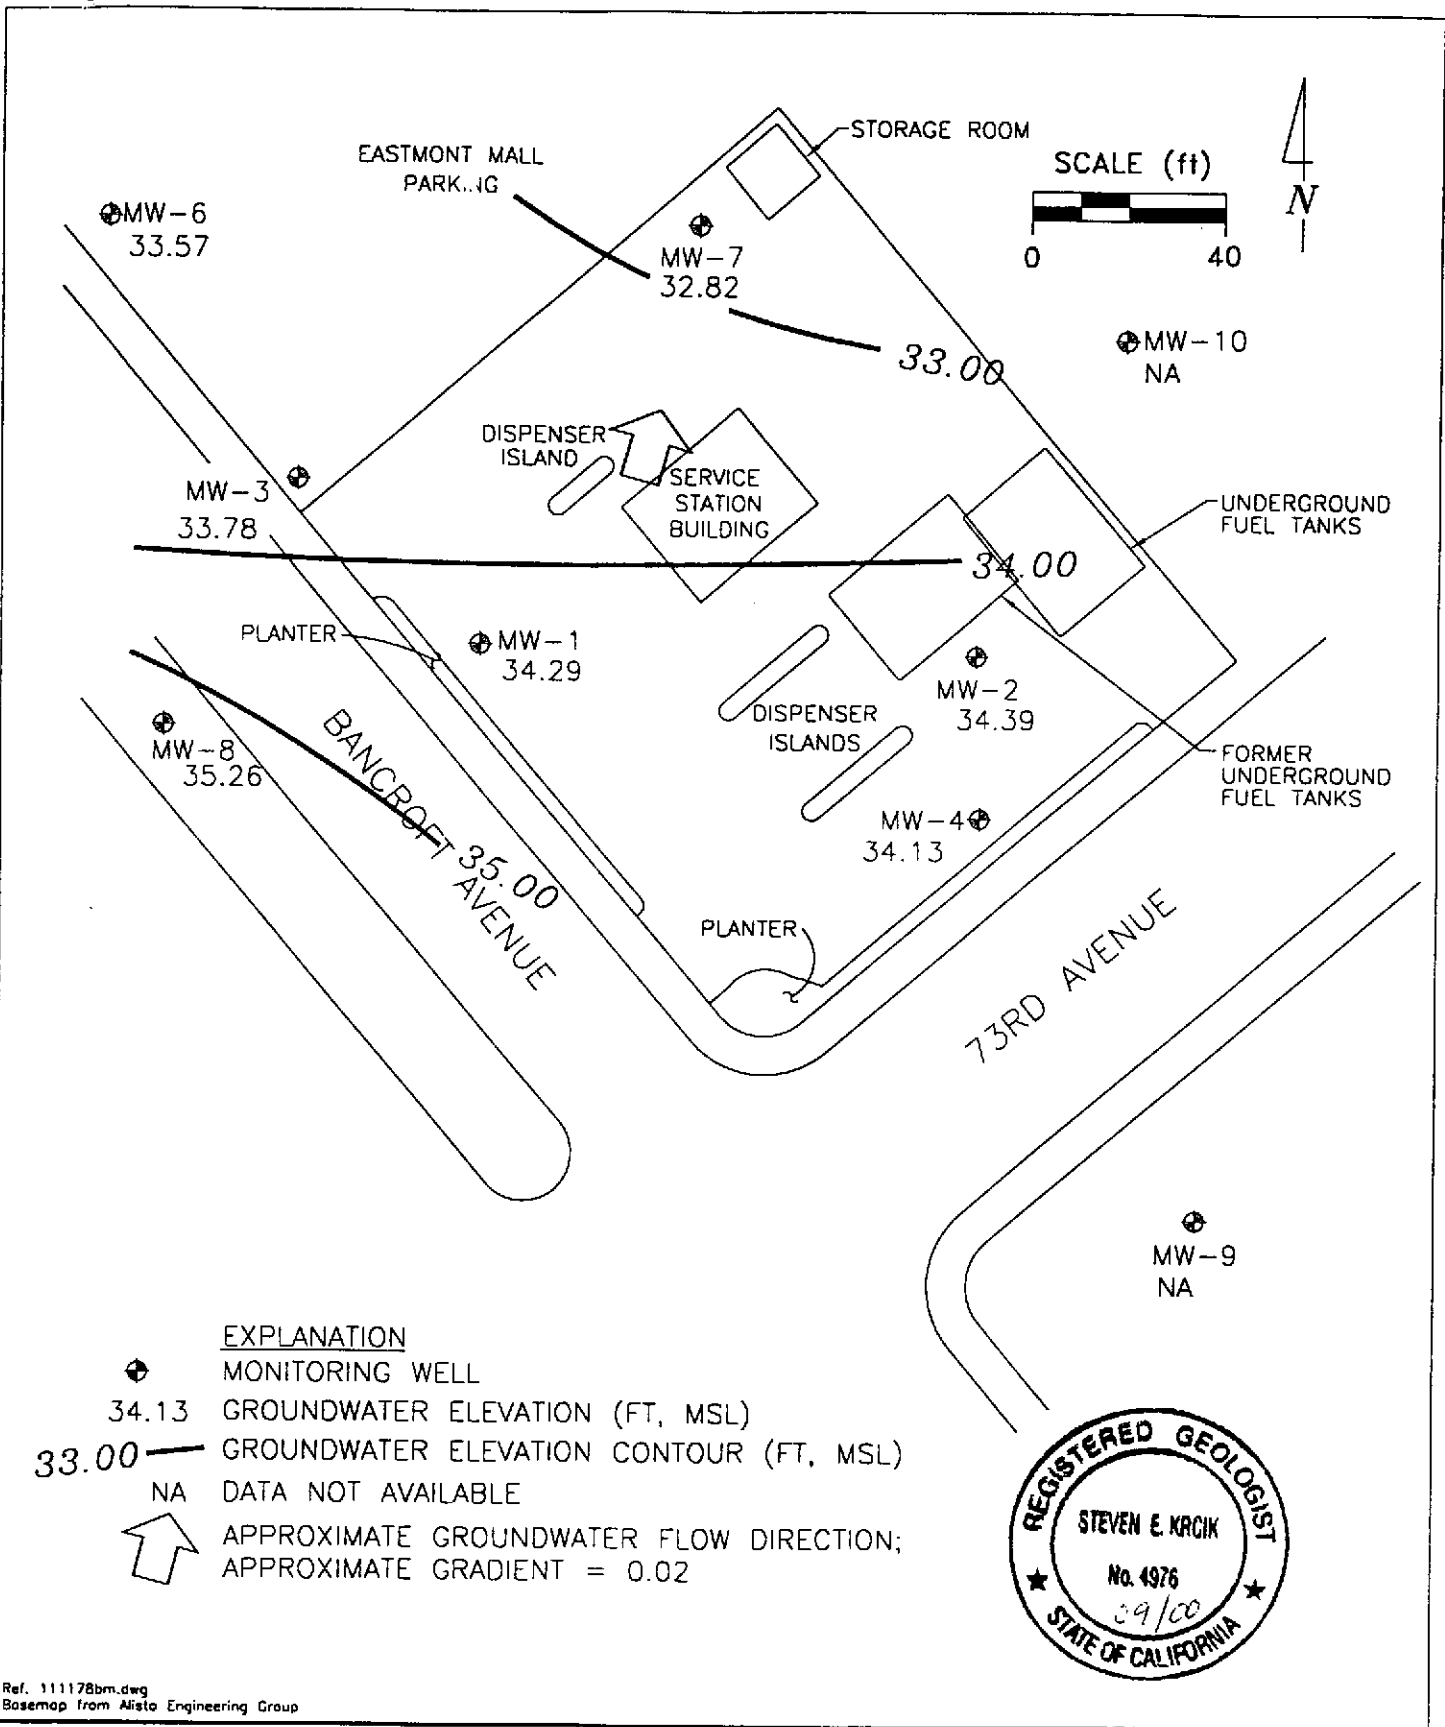 STORAGE ROOM
EASTMONT MALL
PARK..IG
SCALE (ft)
0 40
N
MW-6
33.57
MW-7
32.82
33.00
MW-10
NA
DISPENSER
ISLAND
SERVICE
STATION
BUILDING
MW-3
33.78
UNDERGROUND
FUEL TANKS
34.00
PLANTER
MW-1
34.29
MW-2
34.39
DISPENSER
ISLANDS
MW-8
35.26
BANCROFT AVENUE
35.00
FORMER
UNDERGROUND
FUEL TANKS
MW-4
34.13
PLANTER
73RD AVENUE
MW-9
NA
EXPLANATION
MONITORING WELL
34.13 GROUNDWATER ELEVATION (FT, MSL)
33.00 GROUNDWATER ELEVATION CONTOUR (FT, MSL)
NA DATA NOT AVAILABLE
APPROXIMATE GROUNDWATER FLOW DIRECTION;
APPROXIMATE GRADIENT = 0.02
REGISTERED GEOLOGIST
STEVEN E. KRCIK
No. 4976
09/00
STATE OF CALIFORNIA
Ref. 111178bm.dwg
Basemap from Alisto Engineering Group